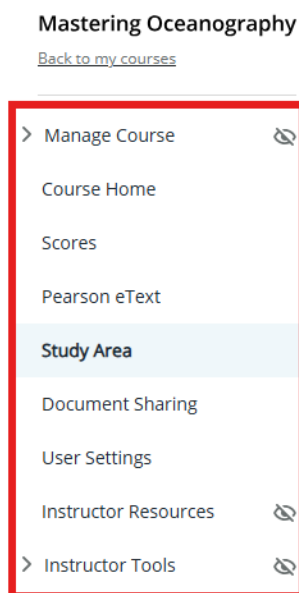 Mastering Oceanography
Back to my courses
Manage Course
Course Home
Scores
Pearson eText
Study Area
Document Sharing
User Settings
Instructor Resources
Instructor Tools